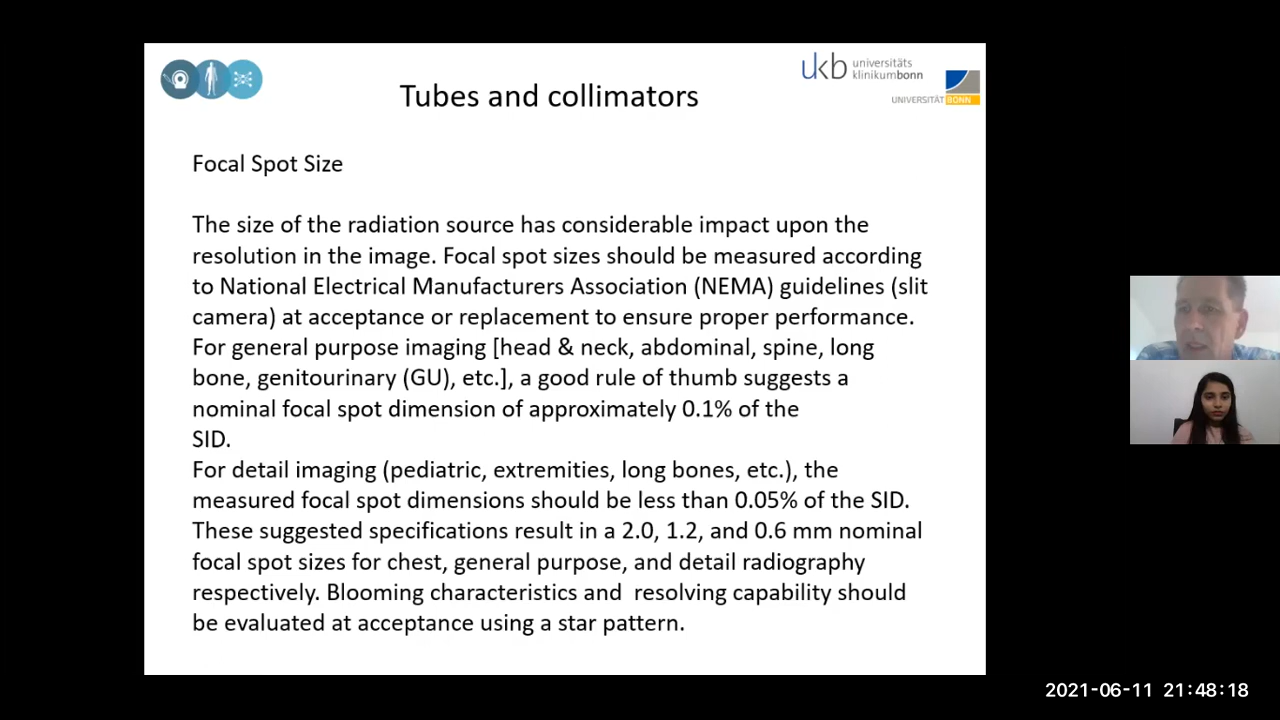 ukb universitäts
klinikumbonn
UNIVERSITÄT BONN
Tubes and collimators
Focal Spot Size
The size of the radiation source has considerable impact upon the
resolution in the image. Focal spot sizes should be measured according
to National Electrical Manufacturers Association (NEMA) guidelines (slit
camera) at acceptance or replacement to ensure proper performance.
For general purpose imaging [head & neck, abdominal, spine, long
bone, genitourinary (GU), etc.], a good rule of thumb suggests a
nominal focal spot dimension of approximately 0.1% of the
SID.
For detail imaging (pediatric, extremities, long bones, etc.), the
measured focal spot dimensions should be less than 0.05% of the SID.
These suggested specifications result in a 2.0, 1.2, and 0.6 mm nominal
focal spot sizes for chest, general purpose, and detail radiography
respectively. Blooming characteristics and  resolving capability should
be evaluated at acceptance using a star pattern.
2021-06-11 21:48:18